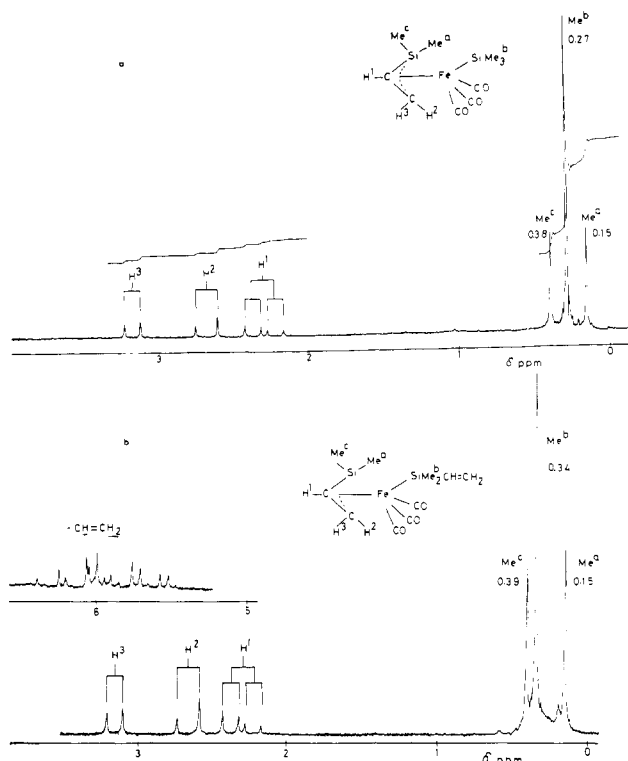 a
Me^c
Me^a
Si
Si Me_3^b
H^1
C
Fe
CO
CO
CO
C
H^3
H^2
Me^b
0.27
Me^c
0.38
Me^a
0.15
H^3
H^2
H^1
3
2
1
0
δ ppm
b
Me^c
Me^a
Si
SiMe_2^bCH=CH_2
H^1
C
Fe
CO
CO
CO
C
H^3
H^2
Me^b
0.34
Me^c
0.39
Me^a
0.15
-CH=CH_2
6
5
H^3
H^2
H^1
3
2
1
0
δ ppm